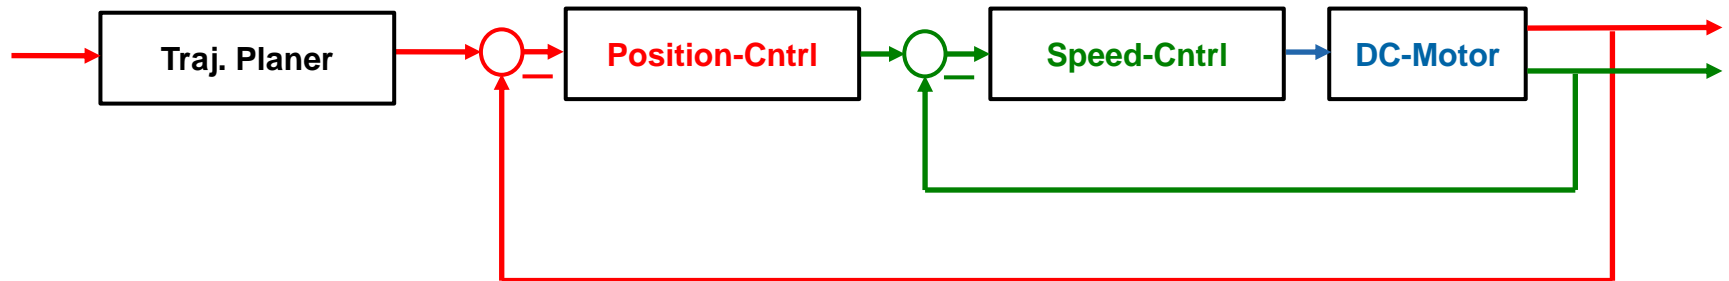 Traj. Planer
Position-Cntrl
Speed-Cntrl
DC-Motor